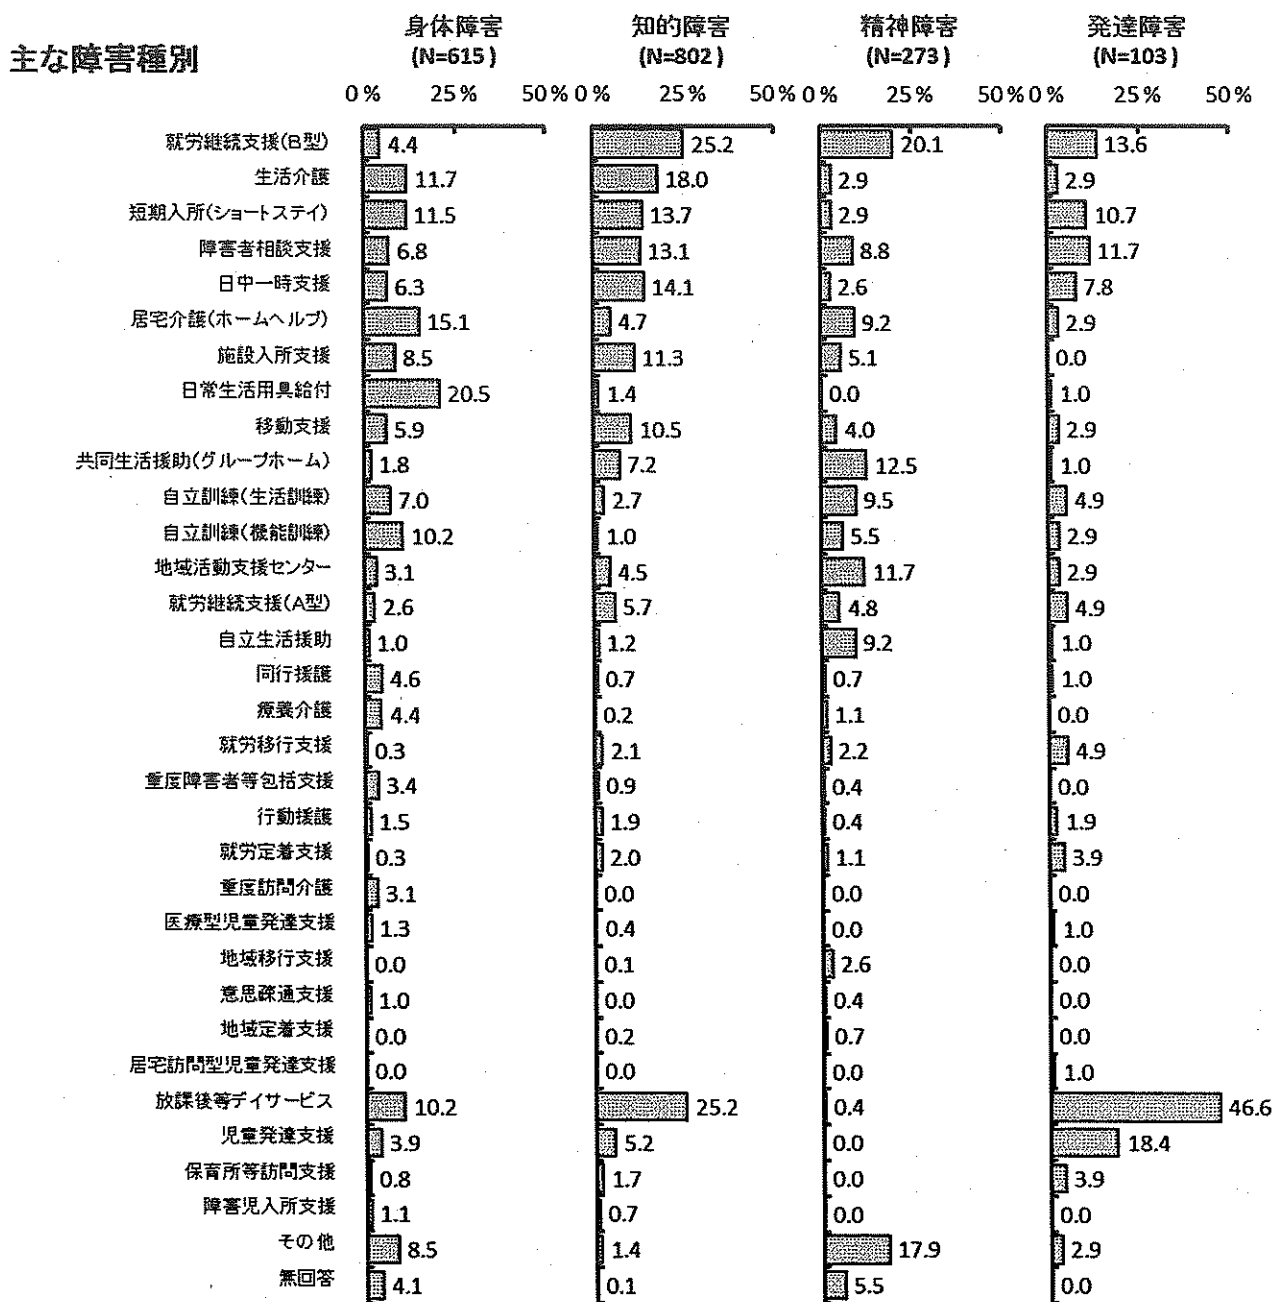 身体障害 知的障害 精神障害 発達障害
主な障害種別 (N=615) (N=802) (N=273) (N=103)
0% 25% 50% 0% 25% 50% 0% 25% 50% 0% 25% 50%
就労継続支援(B型) 4.4 25.2 20.1 13.6
生活介護 11.7 18.0 2.9 2.9
短期入所(ショートステイ) 11.5 13.7 2.9 10.7
障害者相談支援 6.8 13.1 8.8 11.7
日中一時支援 6.3 14.1 2.6 7.8
居宅介護(ホームヘルプ) 15.1 4.7 9.2 2.9
施設入所支援 8.5 11.3 5.1 0.0
日常生活用具給付 20.5 1.4 0.0 1.0
移動支援 5.9 10.5 4.0 2.9
共同生活援助(グループホーム) 1.8 7.2 12.5 1.0
自立訓練(生活訓練) 7.0 2.7 9.5 4.9
自立訓練(機能訓練) 10.2 1.0 5.5 2.9
地域活動支援センター 3.1 4.5 11.7 2.9
就労継続支援(A型) 2.6 5.7 4.8 4.9
自立生活援助 1.0 1.2 9.2 1.0
同行援護 4.6 0.7 0.7 1.0
療養介護 4.4 0.2 1.1 0.0
就労移行支援 0.3 2.1 2.2 4.9
重度障害者等包括支援 3.4 0.9 0.4 0.0
行動援護 1.5 1.9 0.4 1.9
就労定着支援 0.3 2.0 1.1 3.9
重度訪問介護 3.1 0.0 0.0 0.0
医療型児童発達支援 1.3 0.4 0.0 1.0
地域移行支援 0.0 0.1 2.6 0.0
意思疎通支援 1.0 0.0 0.4 0.0
地域定着支援 0.0 0.2 0.7 0.0
居宅訪問型児童発達支援 0.0 0.0 0.0 1.0
放課後等デイサービス 10.2 25.2 0.4 46.6
児童発達支援 3.9 5.2 0.0 18.4
保育所等訪問支援 0.8 1.7 0.0 3.9
障害児入所支援 1.1 0.7 0.0 0.0
その他 8.5 1.4 17.9 2.9
無回答 4.1 0.1 5.5 0.0